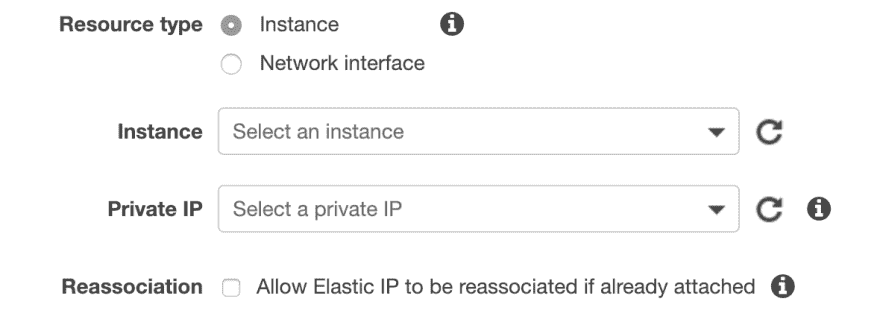 Resource type Instance
Network interface
Instance Select an instance
Private IP Select a private IP
Reassociation Allow Elastic IP to be reassociated if already attached